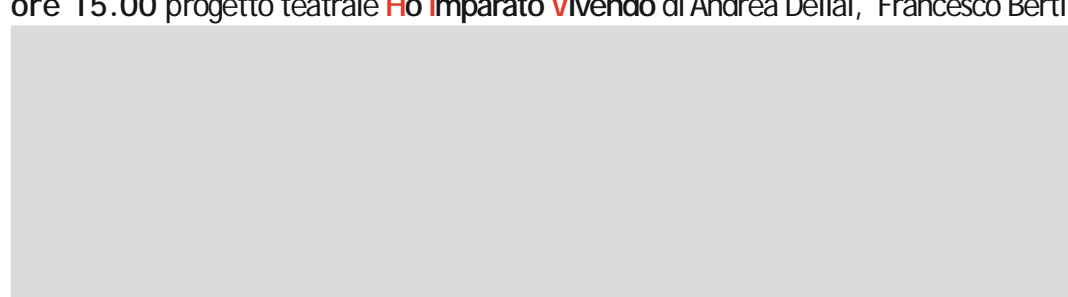 ore 15.00 progetto teatrale Ho Imparato Vivendo di Andrea Dellai, Francesco Berti